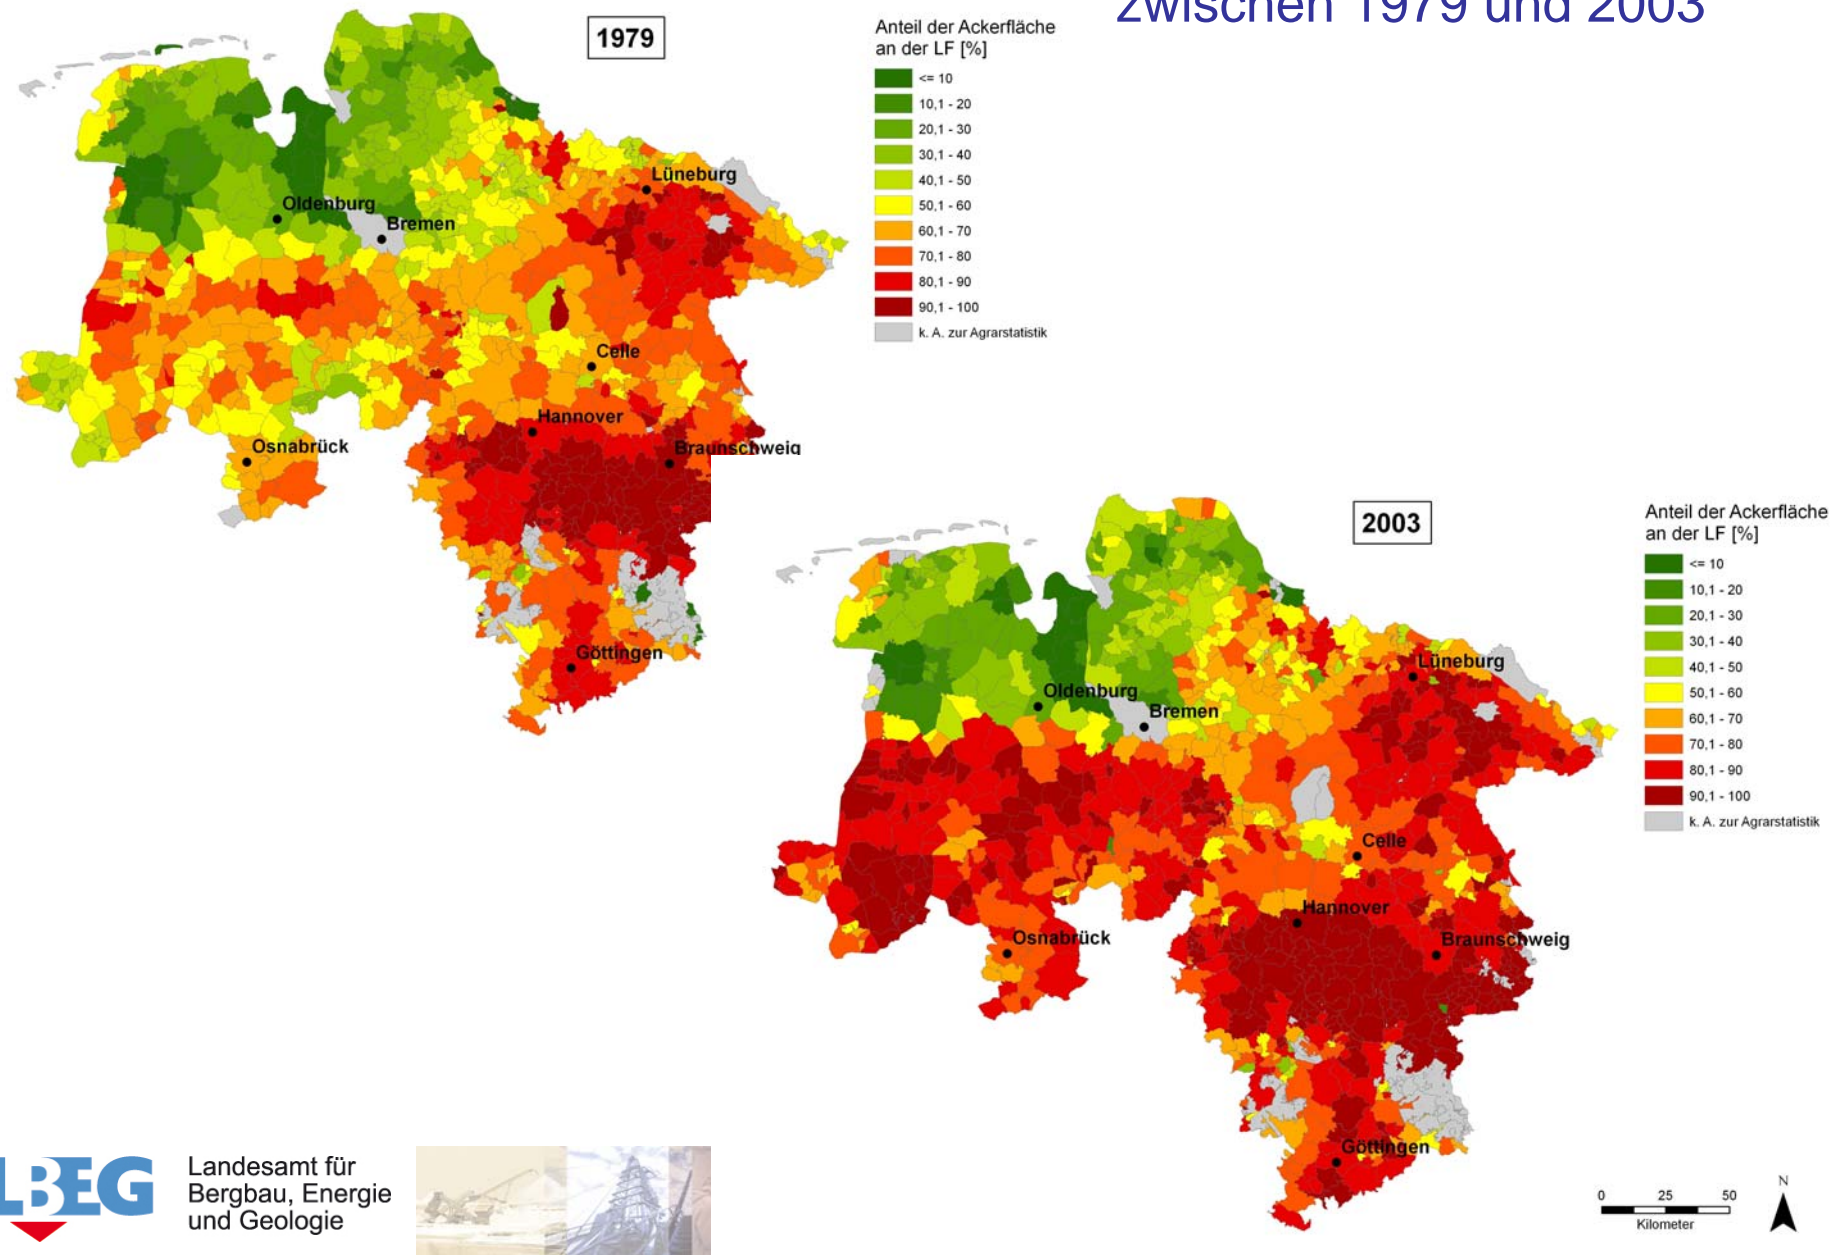 zwischen 1979 und 2003
1979
Anteil der Ackerfläche
an der LF [%]
<= 10
10,1 - 20
20,1 - 30
30,1 - 40
40,1 - 50
50,1 - 60
60,1 - 70
70,1 - 80
80,1 - 90
90,1 - 100
k. A. zur Agrarstatistik
Lüneburg
Oldenburg
Bremen
Celle
Hannover
Braunschweig
Osnabrück
Göttingen
2003
Anteil der Ackerfläche
an der LF [%]
<= 10
10,1 - 20
20,1 - 30
30,1 - 40
40,1 - 50
50,1 - 60
60,1 - 70
70,1 - 80
80,1 - 90
90,1 - 100
k. A. zur Agrarstatistik
Lüneburg
Oldenburg
Bremen
Celle
Hannover
Osnabrück
Braunschweig
Göttingen
N
0 25 50
Kilometer
LBEG
Landesamt für
Bergbau, Energie
und Geologie